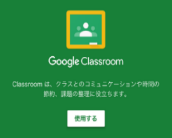 Google Classroom
Classroom は、クラスとのコミュニケーションや時間の
節約、課題の整理に役立ちます。
使用する